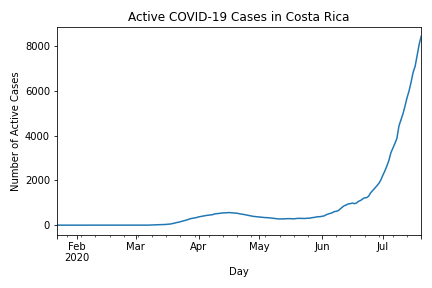 Active COVID-19 Cases in Costa Rica
Number of Active Cases
8000
6000
4000
2000
0
Feb Mar Apr May Jun Jul
2020
Day